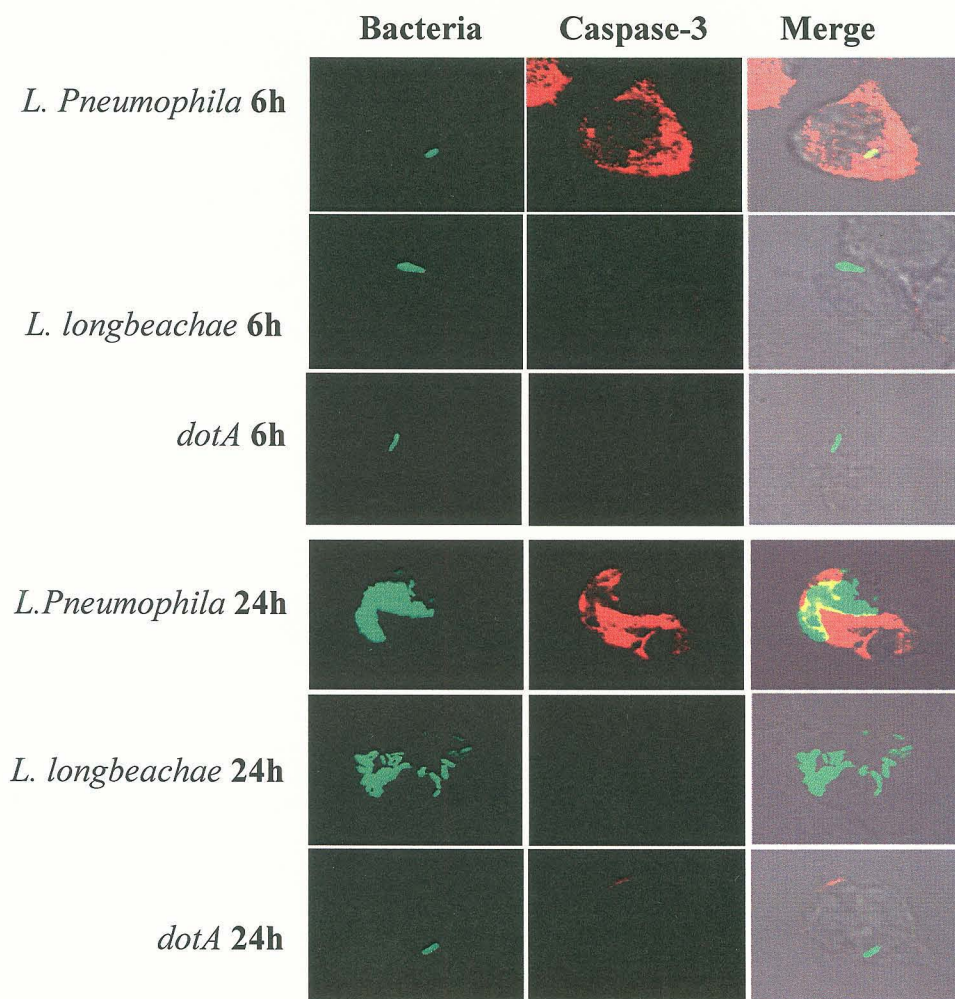 Bacteria Caspase-3 Merge
L. Pneumophila 6h
L. longbeachae 6h
dotA 6h
L.Pneumophila 24h
L. longbeachae 24h
dotA 24h